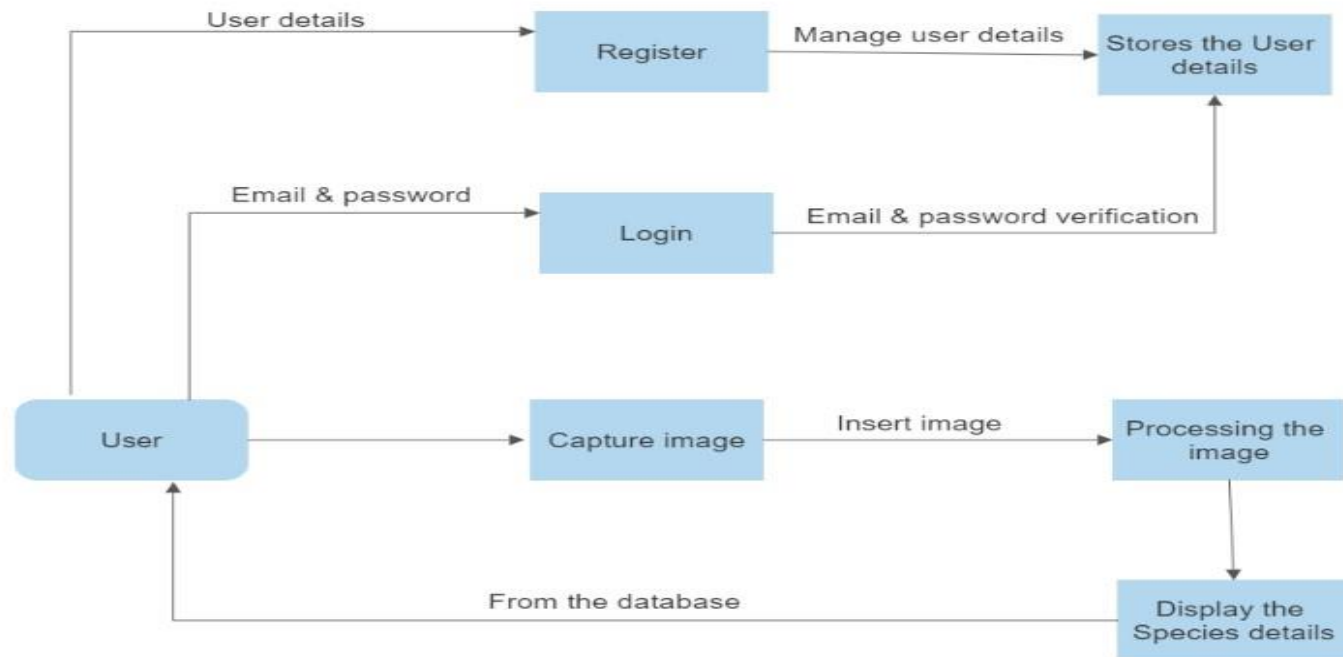 User details
Register
Manage user details
Stores the User
details
Email & password
Login
Email & password verification
User
Capture image
Insert image
Processing the
image
From the database
Display the
Species details